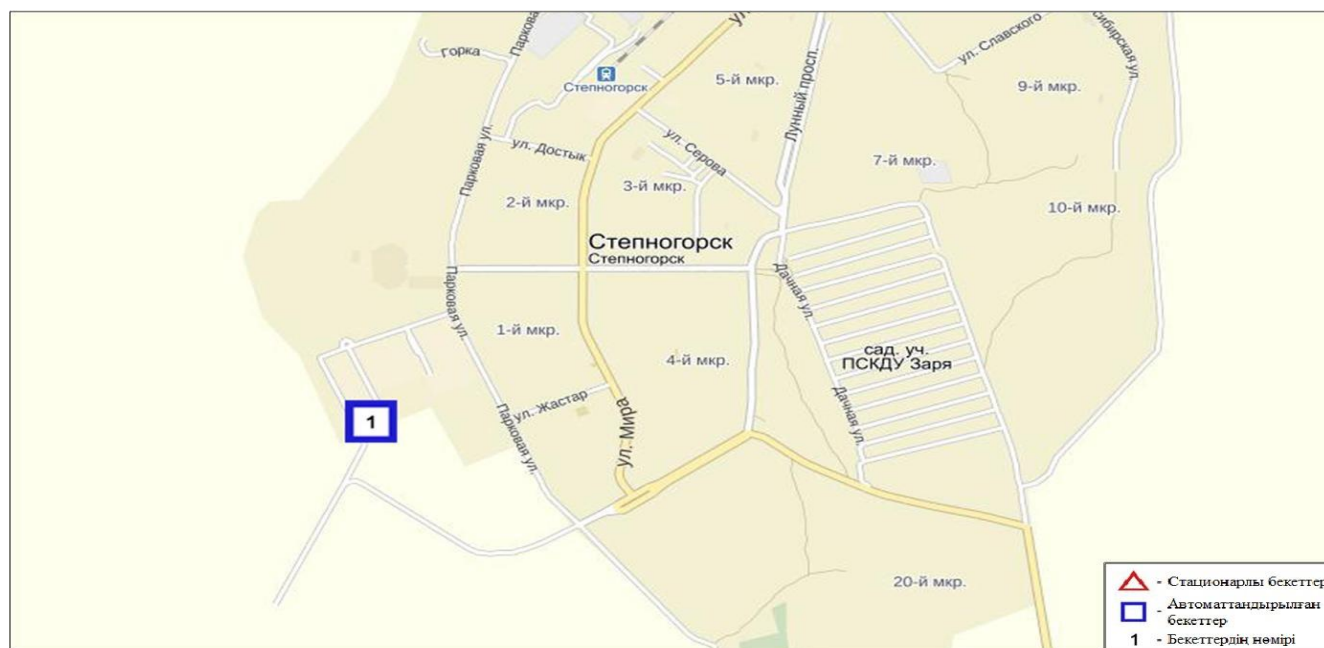 Парковая
ул.
ул. Славского
сибирская ул.
Горка
Степногорск
5-й мкр.
9-й мкр.
Лунный просп.
Парковая ул.
ул. Достык
ул. Серова
7-й мкр.
3-й мкр.
2-й мкр.
10-й мкр.
Степногорск
Степногорск
Парковая ул.
Дачная ул.
1-й мкр.
4-й мкр.
сад. уч.
ПСКДУ Заря
ул. Жастар
ул. Мира
Дачная ул.
1
Парковая ул.
20-й мкр.
- Стационарлы бекеттер
- Автоматтандырылған
бекеттер
1 - Бекеттердің нөмірі